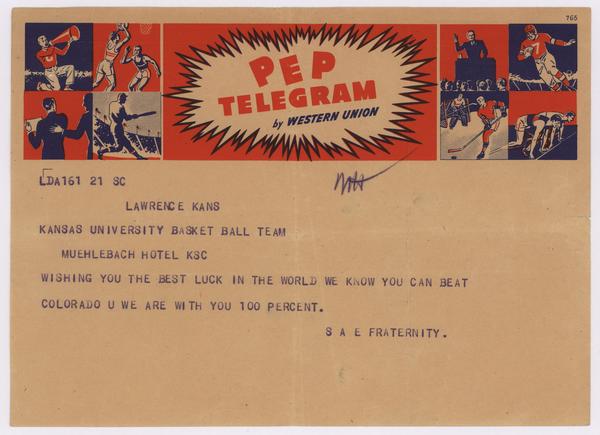 765
PEP
TELEGRAM
by WESTERN UNION
LDA161 21 SC
LAWRENCE KANS
KANSAS UNIVERSITY BASKET BALL TEAM
MUEHLEBACH HOTEL KSC
WISHING YOU THE BEST LUCK IN THE WORLD WE KNOW YOU CAN BEAT
COLORADO U WE ARE WITH YOU 100 PERCENT.
S A E FRATERNITY.